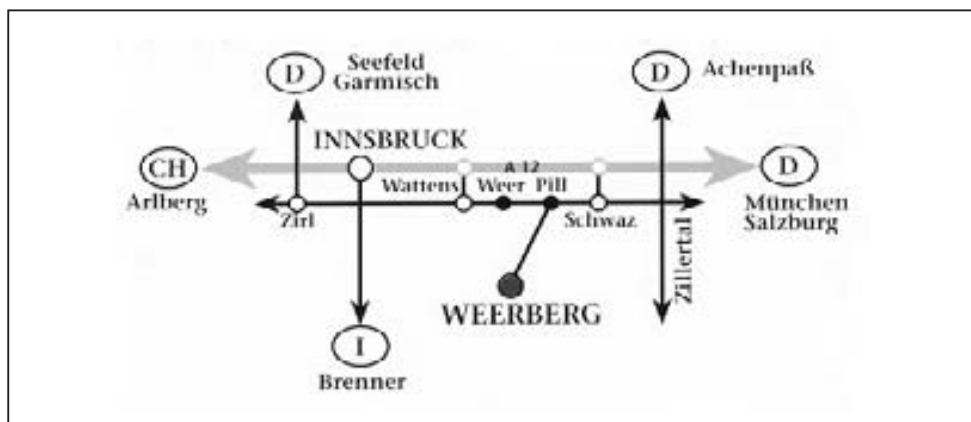 D
Seefeld
Garmisch
D
Achenpaß
INNSBRUCK
CH
A 12
D
Wattens
Weer
Pill
Arlberg
Zirl
Schwaz
München
Salzburg
Zillertal
WEERBERG
I
Brenner